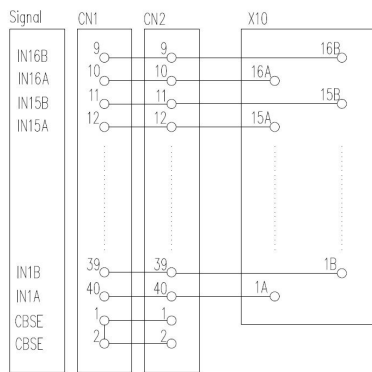 Signal CN1 CN2 X10
IN16B 9 9 16B
IN16A 10 10 16A
IN15B 11 11 15B
IN15A 12 12 15A
IN1B 39 39 1B
IN1A 40 40 1A
CBSE 1 1
CBSE 2 2